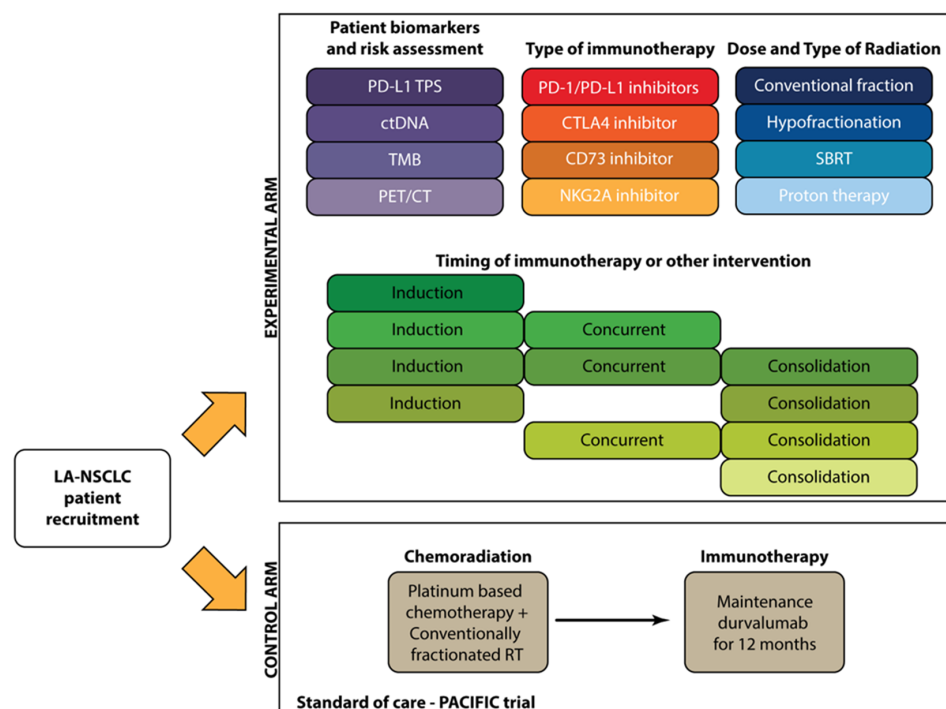 Patient biomarkers
and risk assessment
PD-L1 TPS
ctDNA
TMB
PET/CT
Type of immunotherapy
PD-1/PD-L1 inhibitors
CTLA4 inhibitor
CD73 inhibitor
NKG2A inhibitor
Dose and Type of Radiation
Conventional fraction
Hypofractionation
SBRT
Proton therapy
EXPERIMENTAL ARM
Timing of immunotherapy or other intervention
Induction
Induction
Concurrent
Induction
Concurrent
Consolidation
Induction
Consolidation
Concurrent
Consolidation
Consolidation
LA-NSCLC
patient
recruitment
CONTROL ARM
Chemoradiation
Platinum based
chemotherapy +
Conventionally
fractionated RT
Immunotherapy
Maintenance
durvalumab
for 12 months
Standard of care - PACIFIC trial